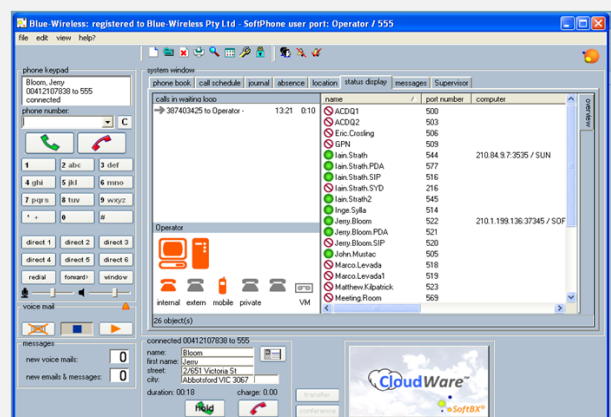 Blue-Wireless: registered to Blue-Wireless Pty Ltd - SoftPhone user port: Operator / 555
file edit view help?
phone keypad
Bloom, Jerry
00412107
838 to 555
connected
phone number:
C
1 2 abc 3 def
4 ghi 5 jkl 6 mno
7 pqrs 8 tuv 9 wxyz
* + 0 #
direct 1 direct 2 direct 3
direct 4 direct 5 direct 6
redial forward> window
voice mail
messages
new voice mails: 0
new emails & messages: 0
system window
phone book call schedule journal absence location status display messages Supervisor
calls in waiting loop
387403425 to Operator - 13:21 0:10
Operator
internal extern mobile private VM
name / port number computer
ACDQ1 500
ACDQ2 503
Eric.Crosling 506
GPN 509
Iain.Strath 544 210.84.9.7:3535 / SUN
Iain.Strath.PDA 577
Iain.Strath.SIP 516
Iain.Strath.SYD 216
Iain.Strath2 545
Inge.Sylla 514
Jerry.Bloom 522 210.1.199.136:37345 / SOF
Jerry.Bloom.PDA 521
Jerry.Bloom.SIP 520
John.Mustac 505
Marco.Levada 518
Marco.Levada1 519
Matthew.Kilpatrick 523
Meeting.Room 569
overview
26 object(s)
connected 00412107838 to 555
name: Bloom
first name: Jerry
street: 2/651 Victoria St
city: Abbotsford VIC 3067
duration: 00:18 charge: 0.00
hold
transfer
conference
CloudWare™
SoftBX®